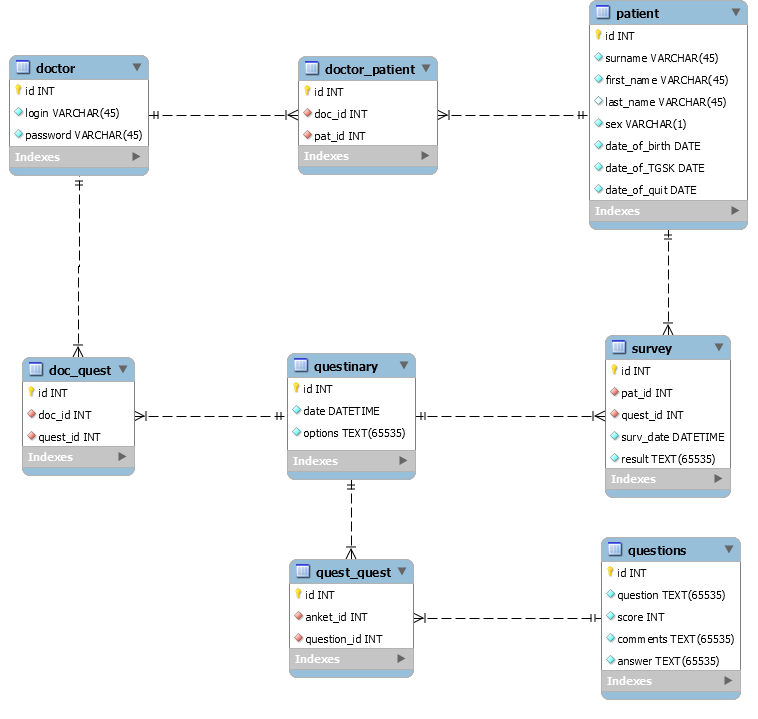 doctor
id INT
login VARCHAR(45)
password VARCHAR(45)
Indexes
doctor_patient
id INT
doc_id INT
pat_id INT
Indexes
patient
id INT
surname VARCHAR(45)
first_name VARCHAR(45)
last_name VARCHAR(45)
sex VARCHAR(1)
date_of_birth DATE
date_of_TGSK DATE
date_of_quit DATE
Indexes
doc_quest
id INT
doc_id INT
quest_id INT
Indexes
questinary
id INT
date DATETIME
options TEXT(65535)
Indexes
survey
id INT
pat_id INT
quest_id INT
surv_date DATETIME
result TEXT(65535)
Indexes
quest_quest
id INT
anket_id INT
question_id INT
Indexes
questions
id INT
question TEXT(65535)
score INT
comments TEXT(65535)
answer TEXT(65535)
Indexes